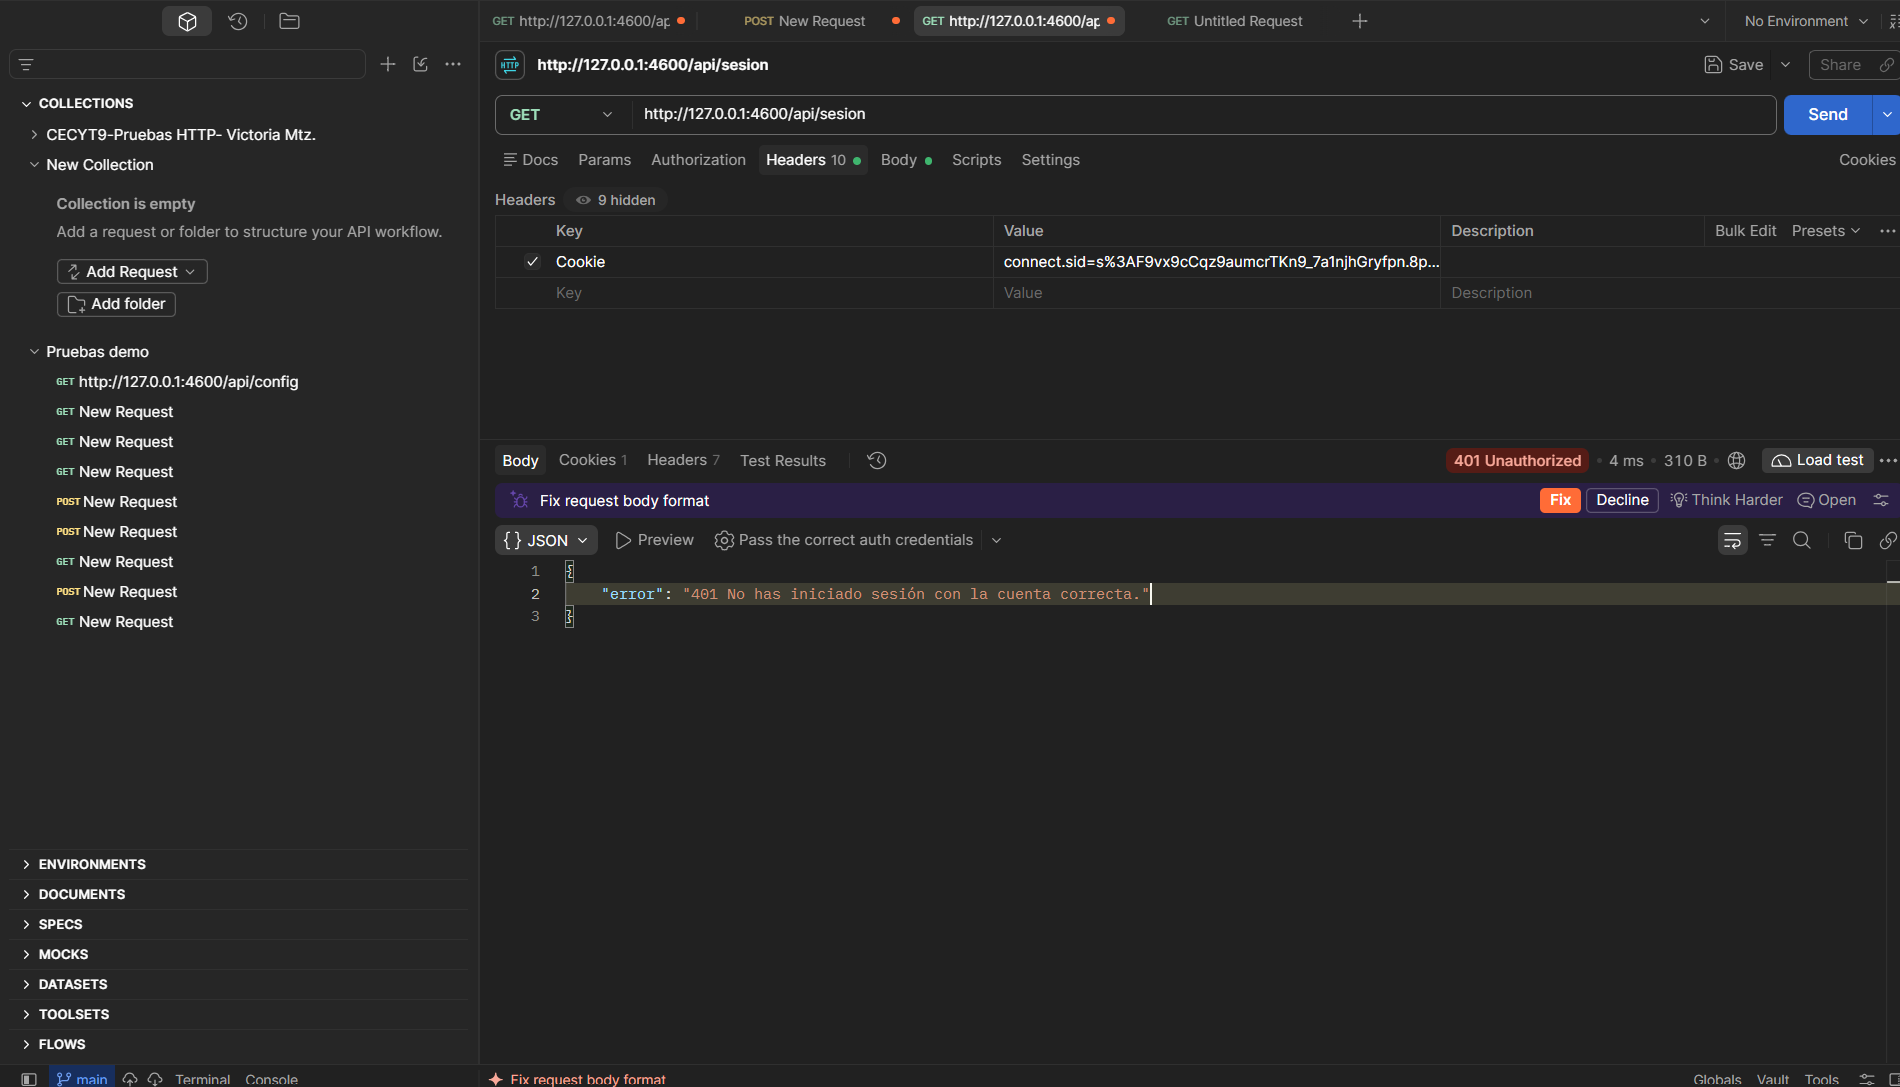 GET http://127.0.0.1:4600/ap
POST New Request
GET http://127.0.0.1:4600/ap
GET Untitled Request
No Environment
HTTP http://127.0.0.1:4600/api/sesion
Save
Share
COLLECTIONS
CECYT9-Pruebas HTTP- Victoria Mtz.
New Collection
Collection is empty
Add a request or folder to structure your API workflow.
Add Request
Add folder
Pruebas demo
GET http://127.0.0.1:4600/api/config
GET New Request
GET New Request
GET New Request
POST New Request
POST New Request
GET New Request
POST New Request
GET New Request
ENVIRONMENTS
DOCUMENTS
SPECS
MOCKS
DATASETS
TOOLSETS
FLOWS
GET http://127.0.0.1:4600/api/sesion
Send
Docs Params Authorization Headers 10 Body Scripts Settings
Cookies
Headers 9 hidden
Key Value Description Bulk Edit Presets
Cookie connect.sid=s%3AF9vx9cCqz9aumcrTKn9_7a1njhGryfpn.8p...
Key Value Description
Body Cookies 1 Headers 7 Test Results
401 Unauthorized 4 ms 310 B Load test
Fix request body format
Fix Decline Think Harder Open
{} JSON Preview Pass the correct auth credentials
1 {
2 "error": "401 No has iniciado sesión con la cuenta correcta."
3 }
main Terminal Console
Fix request body format
Globals Vault Tools